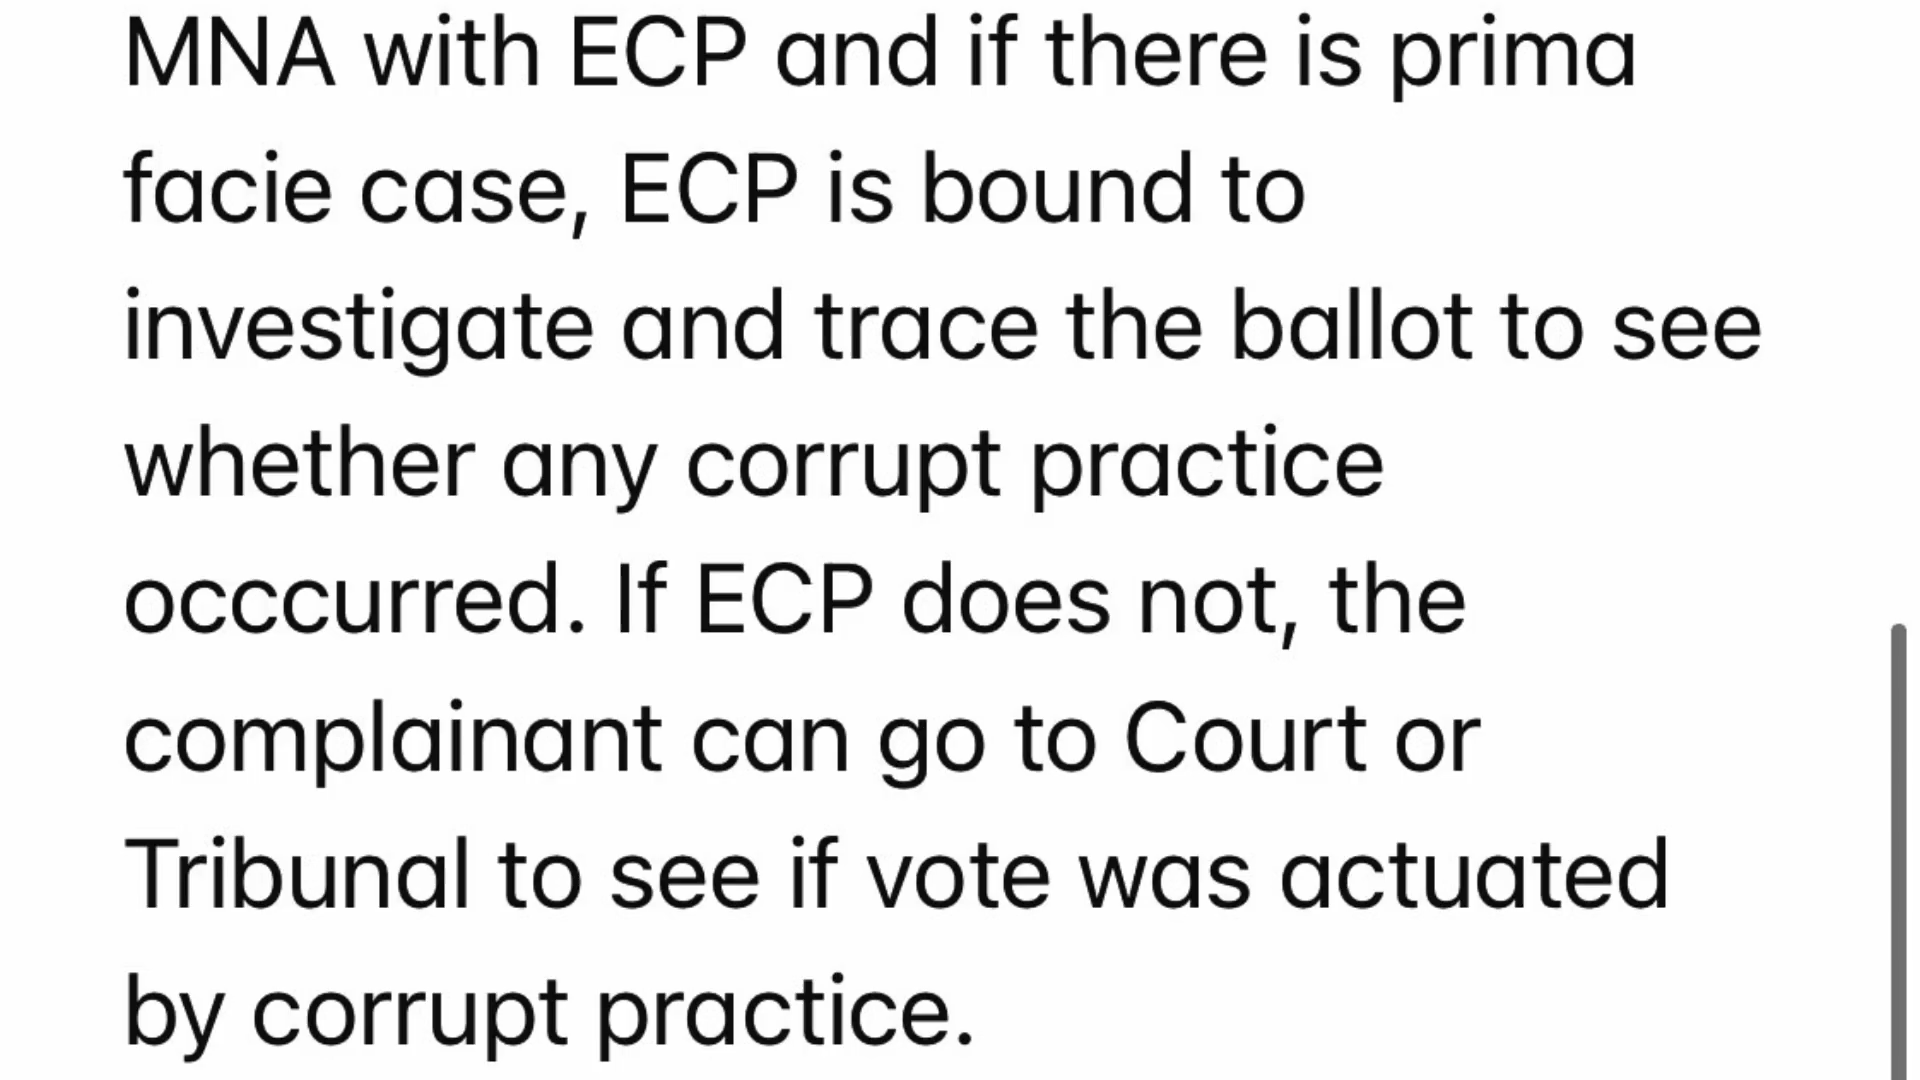 MNA with ECP and if there is prima
facie case, ECP is bound to
investigate and trace the ballot to see
whether any corrupt practice
occcurred. If ECP does not, the
complainant can go to Court or
Tribunal to see if vote was actuated
by corrupt practice.